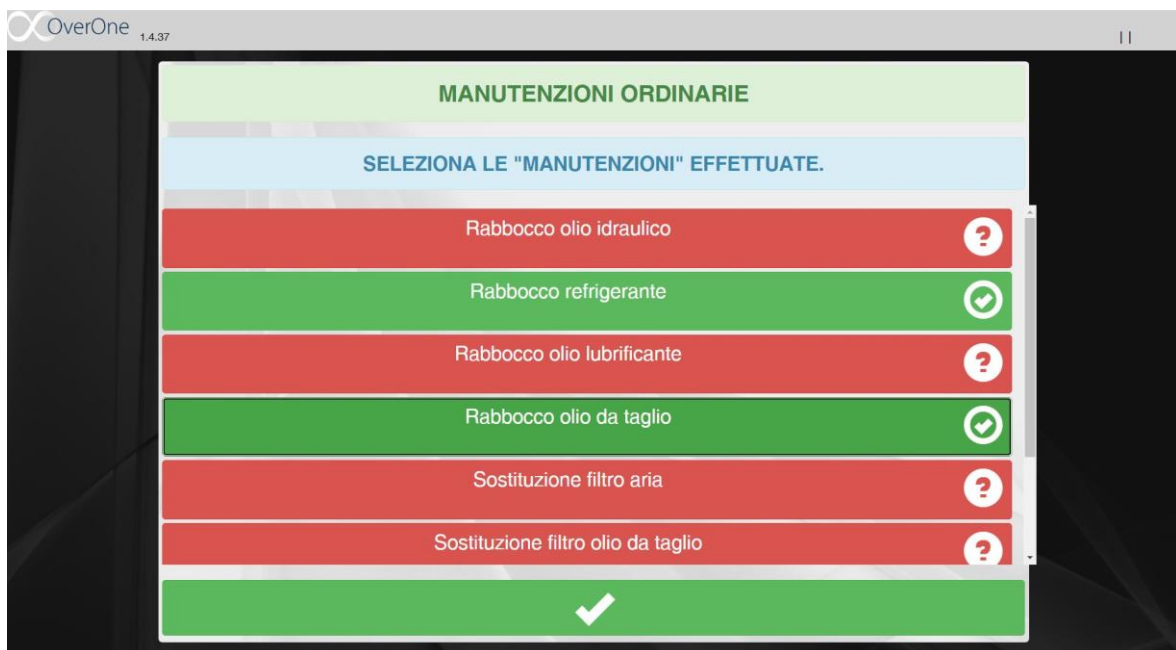 OverOne 1.4.37
MANUTENZIONI ORDINARIE
SELEZIONA LE "MANUTENZIONI" EFFETTUATE.
Rabbocco olio idraulico
Rabbocco refrigerante
Rabbocco olio lubrificante
Rabbocco olio da taglio
Sostituzione filtro aria
Sostituzione filtro olio da taglio